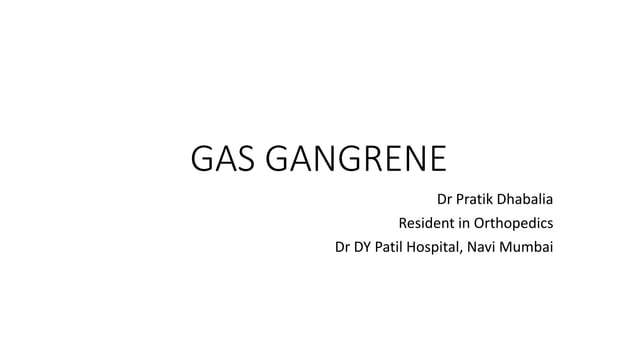 GAS GANGRENE
Dr Pratik Dhabalia
Resident in Orthopedics
Dr DY Patil Hospital, Navi Mumbai